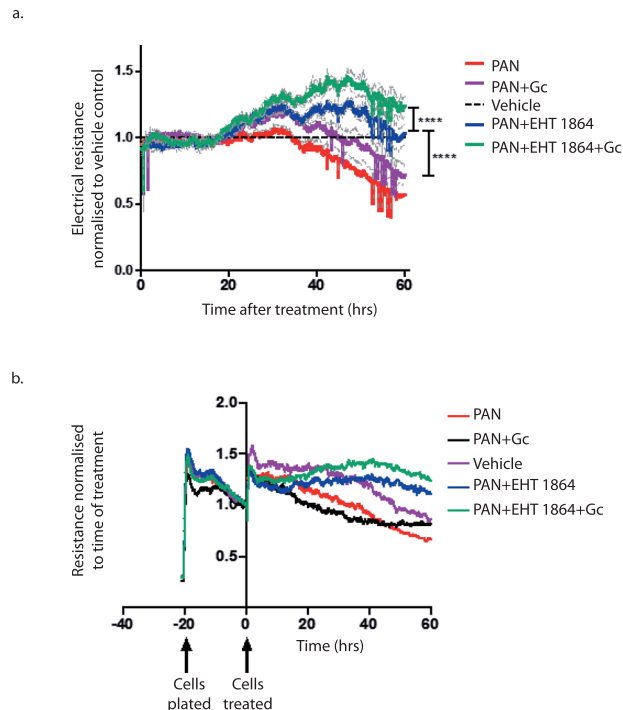 a.
Electrical resistance
normalised to vehicle control
1.5
1.0
0.5
0.0
0
20
40
60
Time after treatment (hrs)
****
****
PAN
PAN+Gc
Vehicle
PAN+EHT 1864
PAN+EHT 1864+Gc
b.
Resistance normalised
to time of treatment
2.0
1.5
1.0
0.5
-40
-20
0
20
40
60
Time (hrs)
Cells
plated
Cells
treated
PAN
PAN+Gc
Vehicle
PAN+EHT 1864
PAN+EHT 1864+Gc